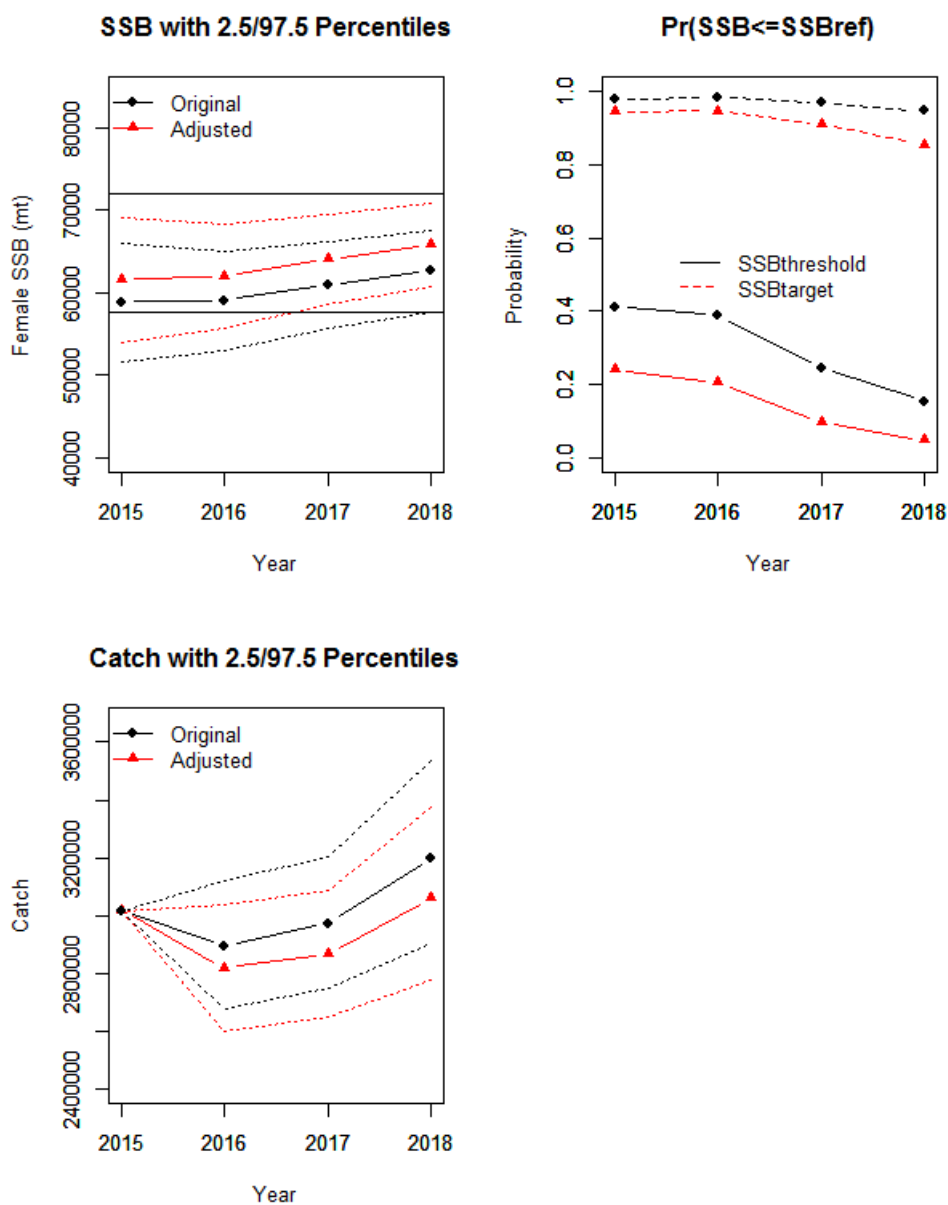 SSB with 2.5/97.5 Percentiles
Original
Adjusted
80000
70000
60000
50000
40000
Female SSB (mt)
2015 2016 2017 2018
Year
Pr(SSB<=SSBref)
1.0
0.8
0.6
0.4
0.2
0.0
Probability
SSBthreshold
SSBtarget
2015 2016 2017 2018
Year
Catch with 2.5/97.5 Percentiles
Original
Adjusted
3600000
3200000
2800000
2400000
Catch
2015 2016 2017 2018
Year